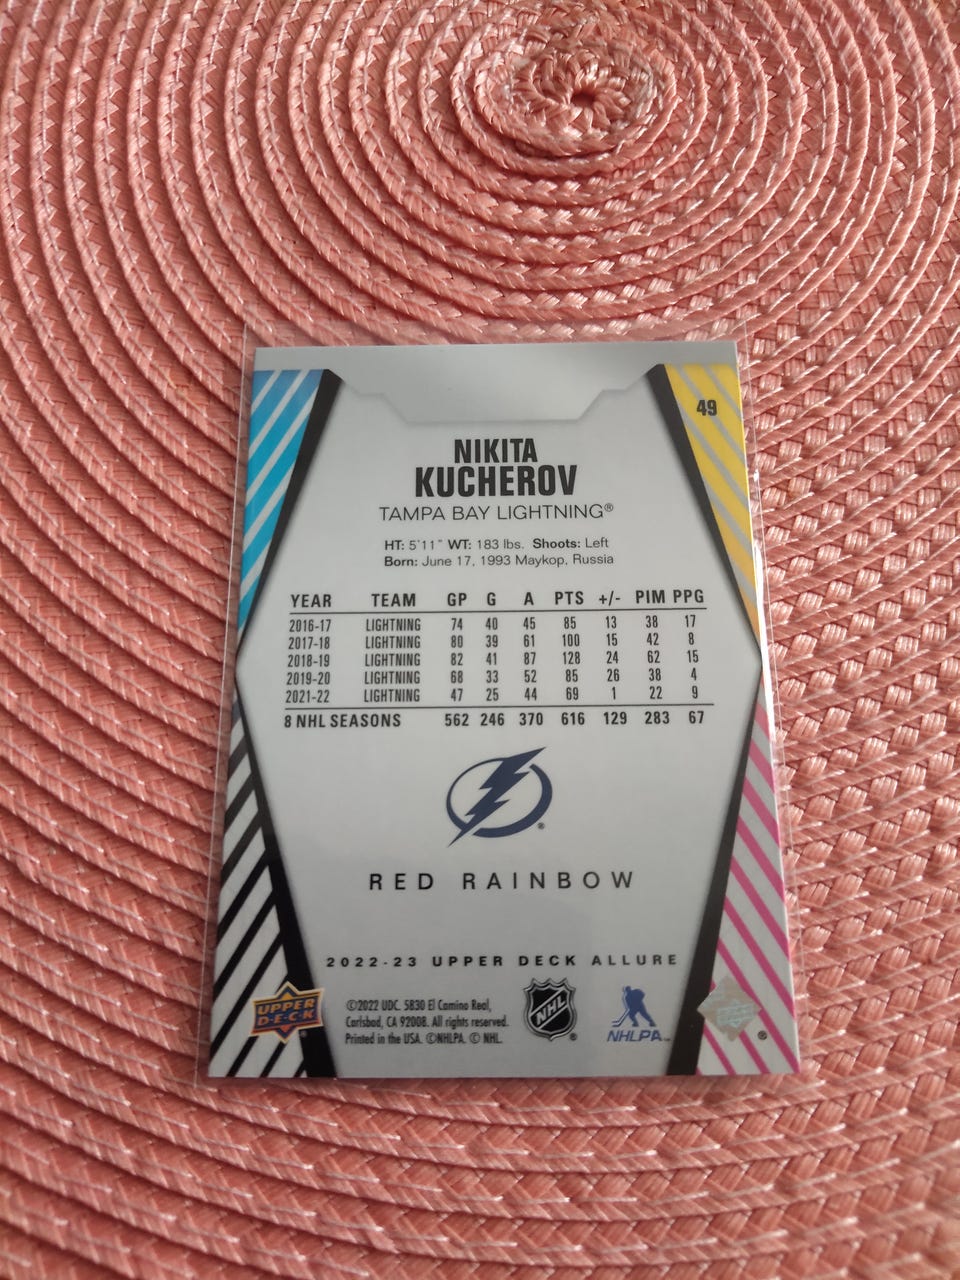 49
NIKITA
KUCHEROV
TAMPA BAY LIGHTNING®
HT: 5'11" WT: 183 lbs. Shoots: Left
Born: June 17, 1993 Maykop, Russia
YEAR TEAM GP G A PTS +/- PIM PPG
2016-17 LIGHTNING 74 40 45 85 13 38 17
2017-18 LIGHTNING 80 39 61 100 15 42 8
2018-19 LIGHTNING 82 41 87 128 24 62 15
2019-20 LIGHTNING 68 33 52 85 26 38 4
2021-22 LIGHTNING 47 25 44 69 1 22 9
8 NHL SEASONS 562 246 370 616 129 283 67
®
RED RAINBOW
2022-23 UPPER DECK ALLURE
UPPER
D·E·C·K
©2022 UDC. 5830 El Camino Real,
Carlsbad, CA 92008. All rights reserved.
Printed in the USA. ©NHLPA. © NHL.
NHL
®
NHLPA™
®